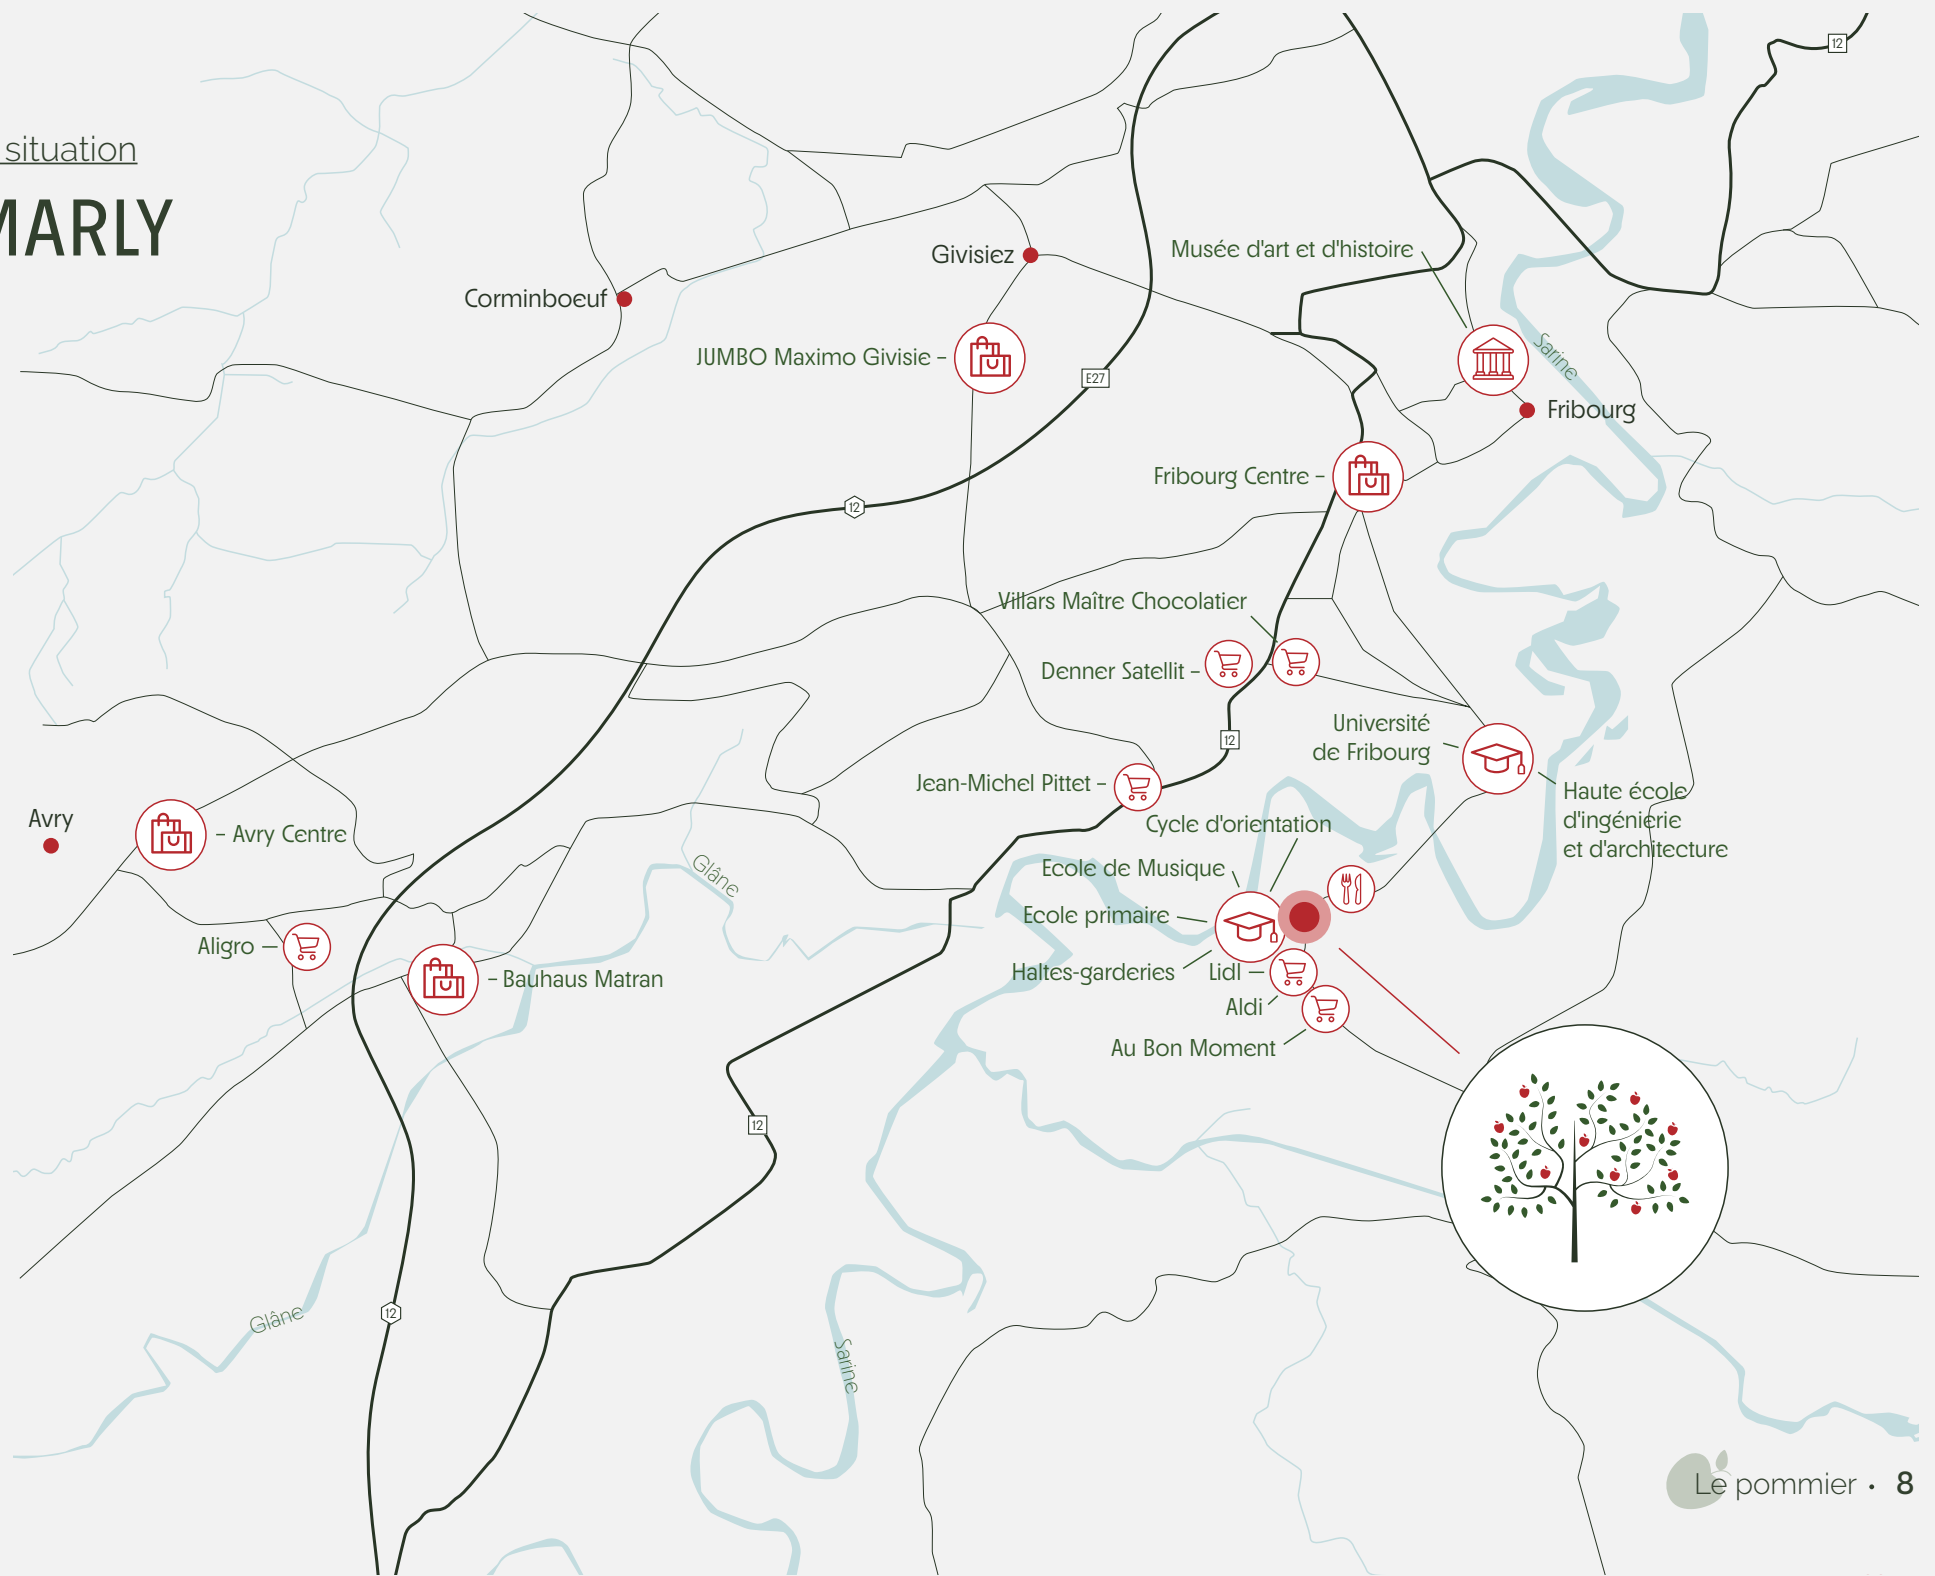 situation
MARLY
12
Givisiez
Musée d'art et d'histoire
Corminboeuf
JUMBO Maximo Givisie
E27
Sarine
Fribourg
Fribourg Centre
12
Villars Maître Chocolatier
Denner Satellit
12
Université
de Fribourg
Jean-Michel Pittet
Haute école
d'ingénierie
et d'architecture
Avry
Avry Centre
Cycle d'orientation
Ecole de Musique
Glâne
Ecole primaire
Aligro
Bauhaus Matran
Haltes-garderies
Lidl
Aldi
Au Bon Moment
12
12
Glâne
Sarine
Le pommier • 8